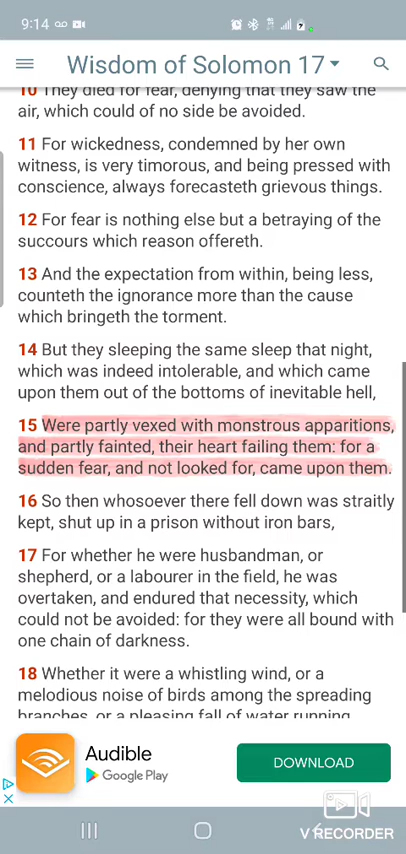 9:14
Wisdom of Solomon 17
10 They died for fear, denying that they saw the
air, which could of no side be avoided.
11 For wickedness, condemned by her own
witness, is very timorous, and being pressed with
conscience, always forecasteth grievous things.
12 For fear is nothing else but a betraying of the
succours which reason offereth.
13 And the expectation from within, being less,
counteth the ignorance more than the cause
which bringeth the torment.
14 But they sleeping the same sleep that night,
which was indeed intolerable, and which came
upon them out of the bottoms of inevitable hell,
15 Were partly vexed with monstrous apparitions,
and partly fainted, their heart failing them: for a
sudden fear, and not looked for, came upon them.
16 So then whosoever there fell down was straitly
kept, shut up in a prison without iron bars,
17 For whether he were husbandman, or
shepherd, or a labourer in the field, he was
overtaken, and endured that necessity, which
could not be avoided: for they were all bound with
one chain of darkness.
18 Whether it were a whistling wind, or a
melodious noise of birds among the spreading
branches, or a pleasing fall of water running
Audible
Google Play
DOWNLOAD
V RECORDER